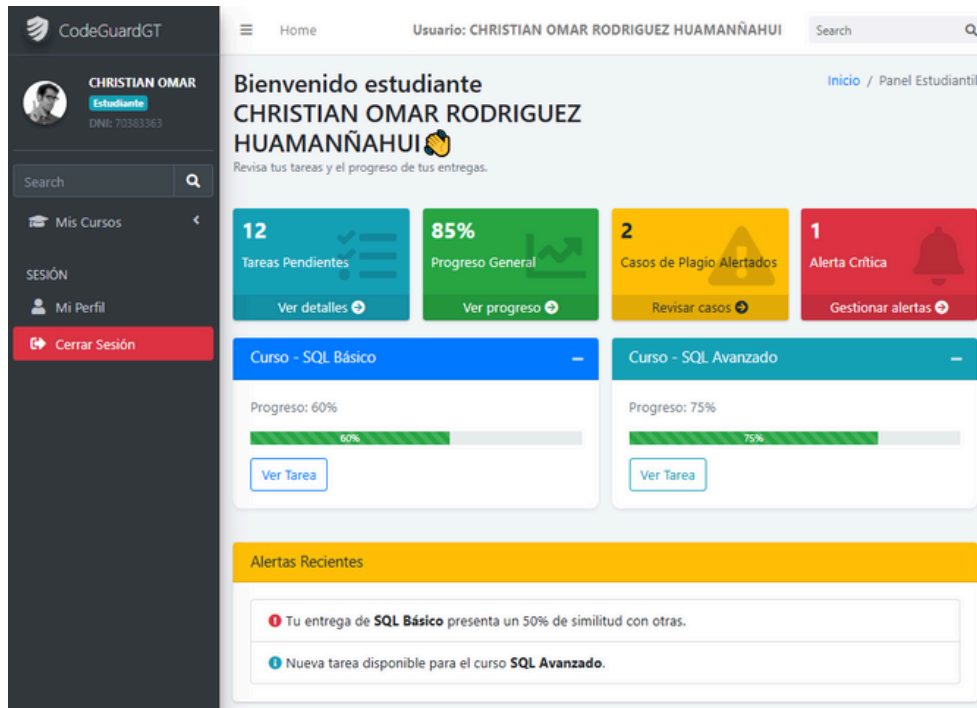 CodeGuardGT
CHRISTIAN OMAR
Estudiante
DNI: 70383363
Search
Mis Cursos
SESIÓN
Mi Perfil
Cerrar Sesión
Home
Usuario: CHRISTIAN OMAR RODRIGUEZ HUAMANÑAHUI
Search
Bienvenido estudiante
CHRISTIAN OMAR RODRIGUEZ
HUAMANÑAHUI
Inicio / Panel Estudiantil
Revisa tus tareas y el progreso de tus entregas.
12
Tareas Pendientes
Ver detalles
85%
Progreso General
Ver progreso
2
Casos de Plagio Alertados
Revisar casos
1
Alerta Crítica
Gestionar alertas
Curso - SQL Básico
Progreso: 60%
60%
Ver Tarea
Curso - SQL Avanzado
Progreso: 75%
75%
Ver Tarea
Alertas Recientes
Tu entrega de SQL Básico presenta un 50% de similitud con otras.
Nueva tarea disponible para el curso SQL Avanzado.